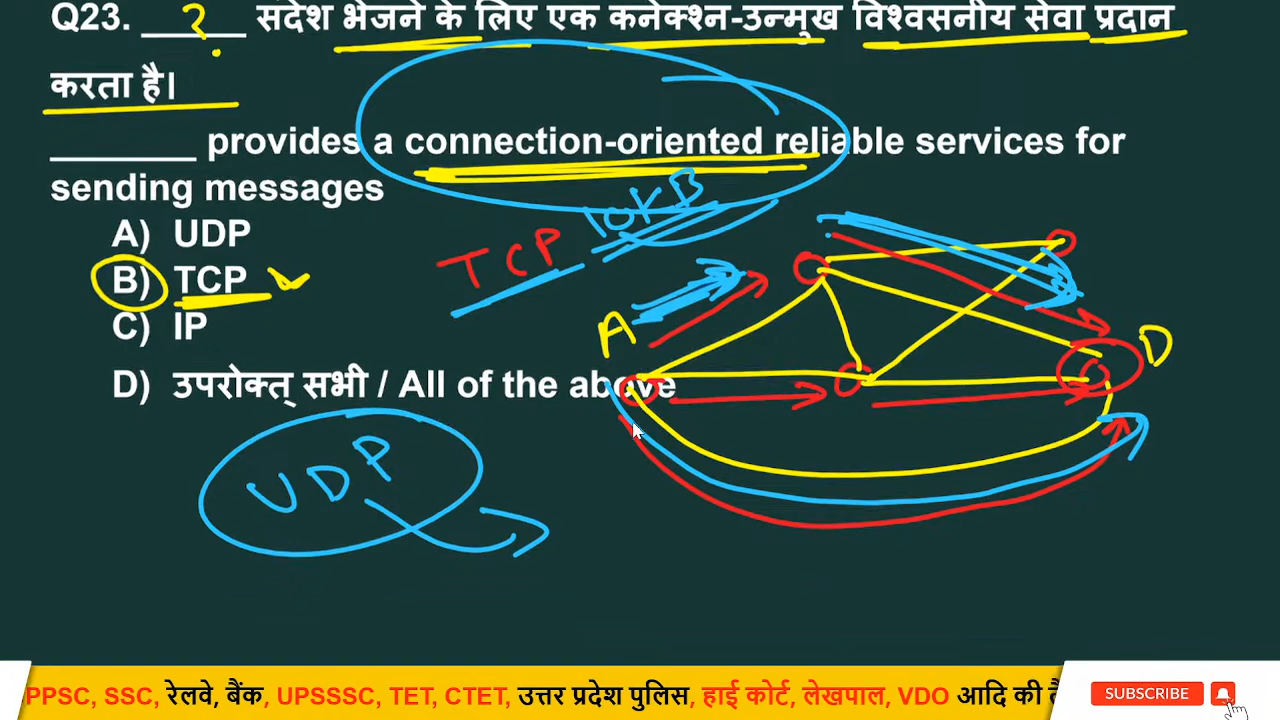 Q23. ______ ? संदेश भेजने के लिए एक कनेक्शन-उन्मुख विश्वसनीय सेवा प्रदान
करता है।
________ provides a connection-oriented reliable services for
sending messages
10KB
A) UDP
TCP
B) TCP
A
C) IP
D
D) उपरोक्त् सभी / All of the above
UDP
PPSC, SSC, रेलवे, बैंक, UPSSSC, TET, CTET, उत्तर प्रदेश पुलिस, हाई कोर्ट, लेखपाल, VDO आदि की
SUBSCRIBE